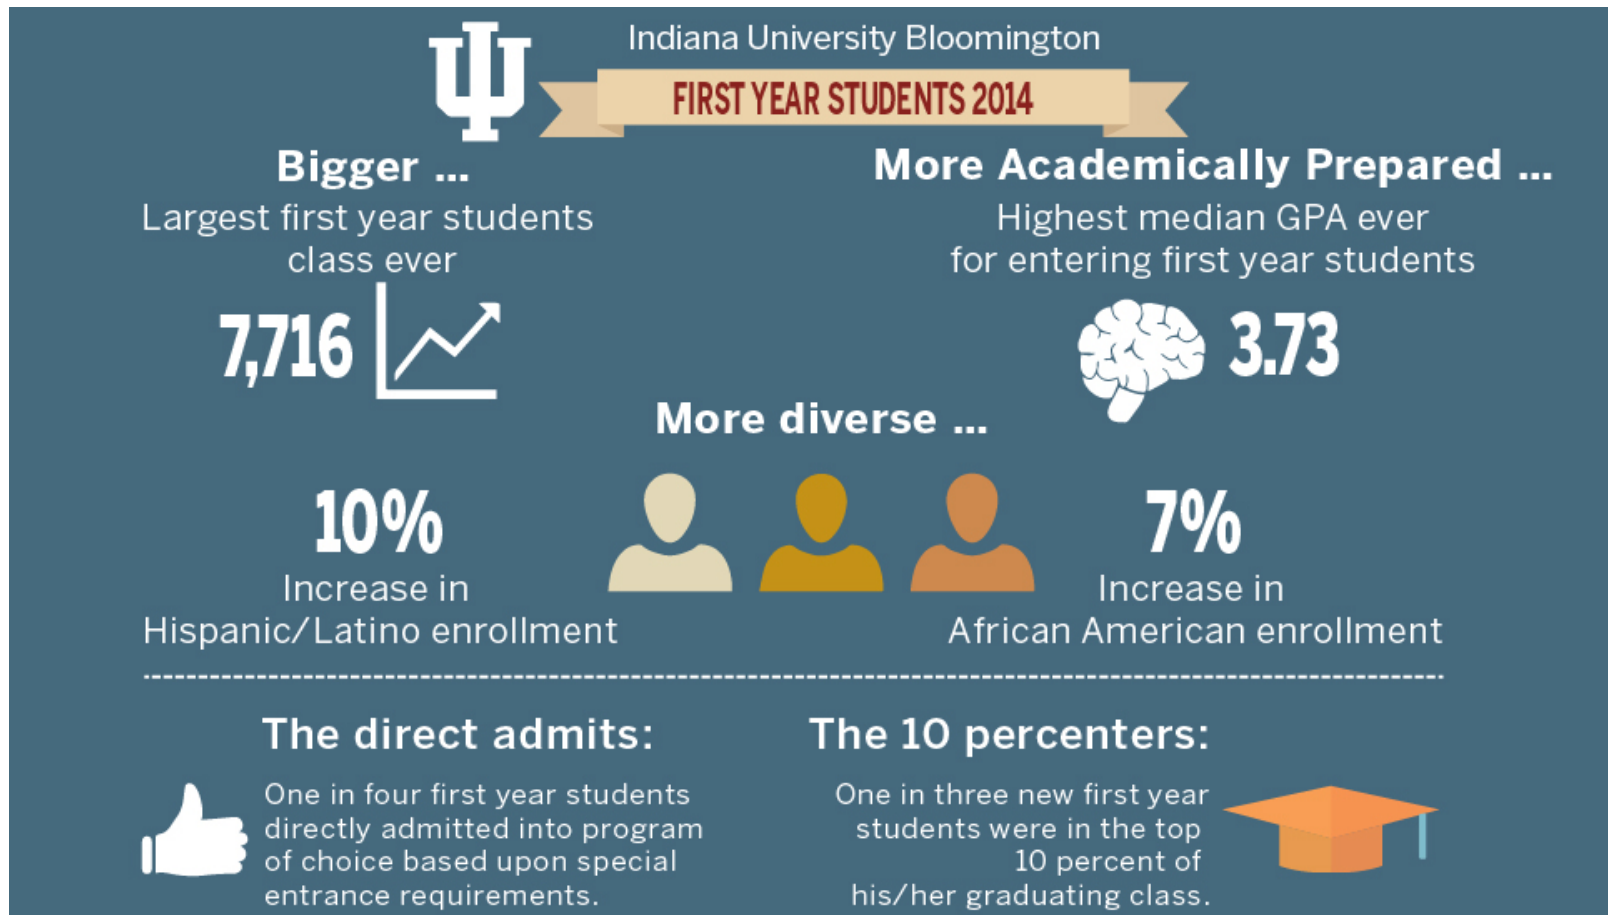 Indiana University Bloomington
FIRST YEAR STUDENTS 2014
Bigger ...
Largest first year students
class ever
7,716
More Academically Prepared ...
Highest median GPA ever
for entering first year students
3.73
More diverse ...
10%
Increase in
Hispanic/Latino enrollment
7%
Increase in
African American enrollment
The direct admits:
One in four first year students
directly admitted into program
of choice based upon special
entrance requirements.
The 10 percenters:
One in three new first year
students were in the top
10 percent of
his/her graduating class.